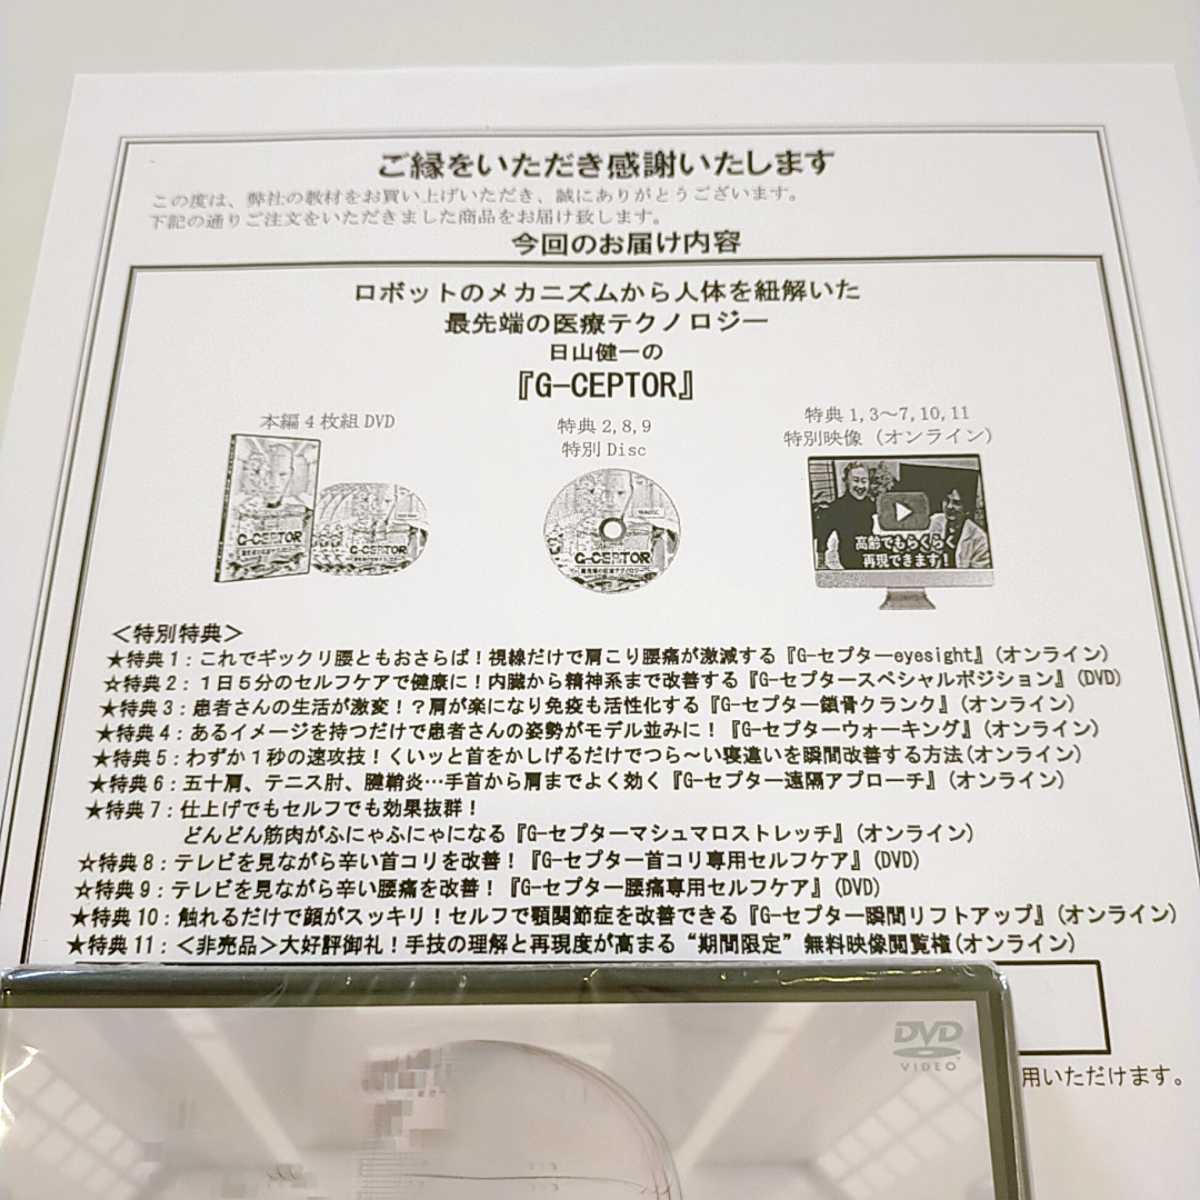 ご縁をいただき感謝いたします
この度は、弊社の教材をお買い上げいただき、誠にありがとうございます。
下記の通りご注文をいただきました商品をお届け致します。
今回のお届け内容
ロボットのメカニズムから人体を紐解いた
最先端の医療テクノロジー
日山健一の
『G-CEPTOR』
本編4枚組DVD
特典2,8,9
特別Disc
特典1,3～7,10,11
特別映像（オンライン）
G-CEPTOR
G-CEPTOR
G-CEPTOR
最先端の医療テクノロジー
高齢でもらくらく
再現できます!
＜特別特典＞
★特典1：これでギックリ腰ともおさらば！視線だけで肩こり腰痛が激減する『G-セプターeyesight』(オンライン)
☆特典2：1日5分のセルフケアで健康に！内臓から精神系まで改善する『G-セプタースペシャルポジション』(DVD)
★特典3：患者さんの生活が激変！？肩が楽になり免疫も活性化する『G-セプター鎖骨クランク』(オンライン)
★特典4：あるイメージを持つだけで患者さんの姿勢がモデル並みに！『G-セプターウォーキング』(オンライン)
★特典5：わずか1秒の速攻技！くいッと首をかしげるだけでつら～い寝違いを瞬間改善する方法(オンライン)
★特典6：五十肩、テニス肘、腱鞘炎…手首から肩までよく効く『G-セプター遠隔アプローチ』(オンライン)
★特典7：仕上げでもセルフでも効果抜群！
どんどん筋肉がふにゃふにゃになる『G-セプターマシュマロストレッチ』(オンライン)
☆特典8：テレビを見ながら辛い首コリを改善！『G-セプター首コリ専用セルフケア』(DVD)
☆特典9：テレビを見ながら辛い腰痛を改善！『G-セプター腰痛専用セルフケア』(DVD)
★特典10：触れるだけで顔がスッキリ！セルフで顎関節症を改善できる『G-セプター瞬間リフトアップ』(オンライン)
★特典11：＜非売品＞大好評御礼！手技の理解と再現度が高まる“期間限定”無料映像閲覧権(オンライン)
DVD
VIDEO
用いただけます。